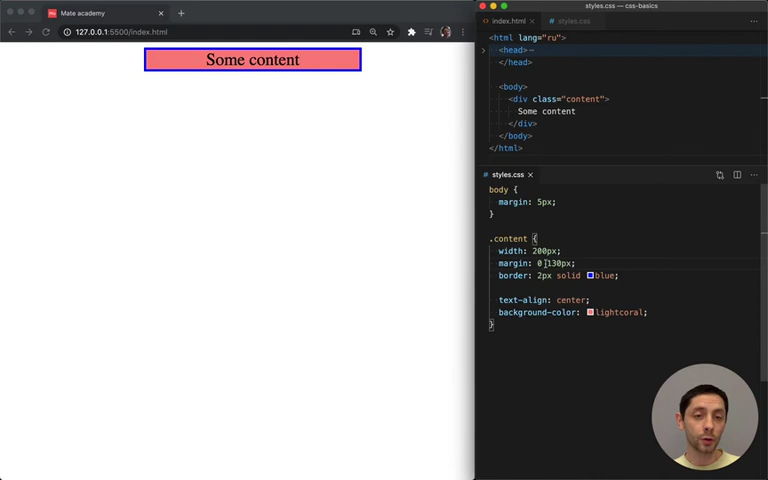 Mate academy
127.0.0.1:5500/index.html
Some content
styles.css — css-basics
index.html
# styles.css
<html lang="ru">
<head>
</head>
<body>
<div class="content">
Some content
</div>
</body>
</html>
# styles.css
body {
margin: 5px;
}
.content {
width: 200px;
margin: 0 130px;
border: 2px solid blue;
text-align: center;
background-color: lightcoral;
}